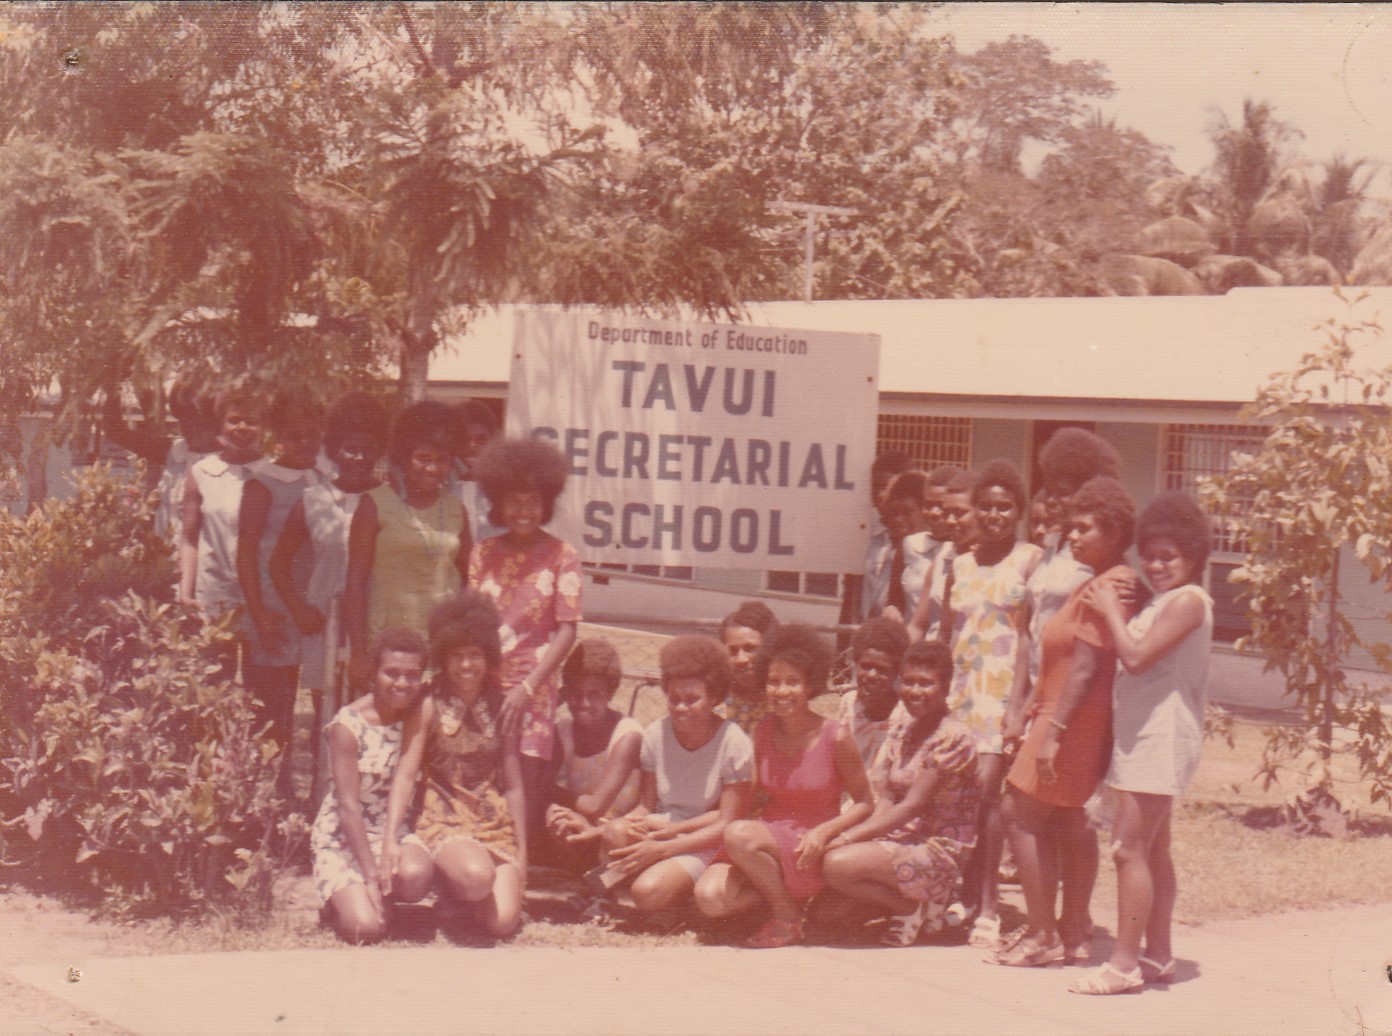 Department of Education
TAVUI
SECRETARIAL
SCHOOL